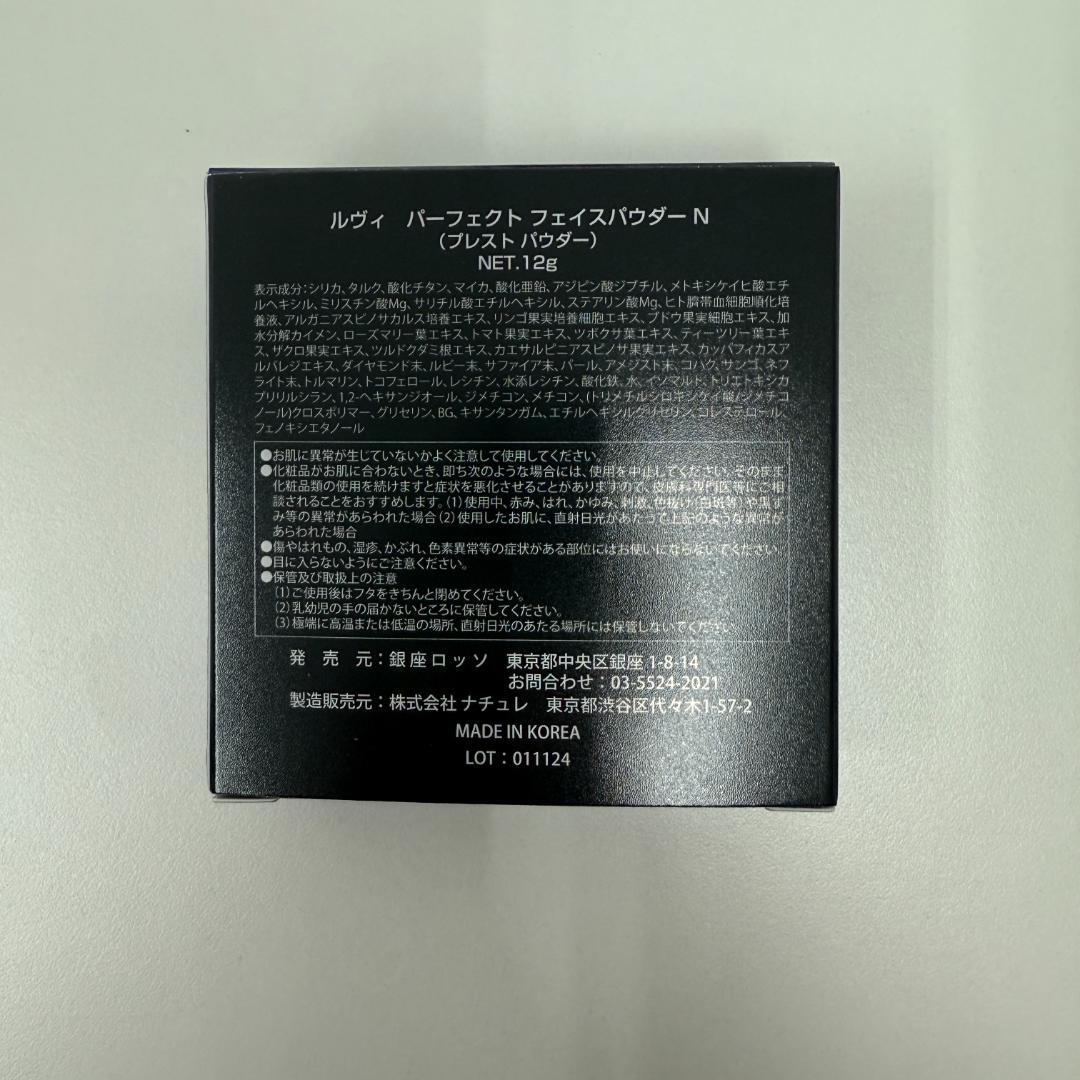 ルヴィ　パーフェクト フェイスパウダー N
（プレスト パウダー）
NET.12g
表示成分：シリカ、タルク、酸化チタン、マイカ、酸化亜鉛、アジピン酸ジブチル、メトキシケイヒ酸エチ
ルヘキシル、ミリスチン酸Mg、サリチル酸エチルヘキシル、ステアリン酸Mg、ヒト臍帯血細胞順化培
養液、アルガニアスピノサカルス培養エキス、リンゴ果実培養細胞エキス、ブドウ果実細胞エキス、加
水分解カイメン、ローズマリー葉エキス、トマト果実エキス、ツボクサ葉エキス、ティーツリー葉エキ
ス、ザクロ果実エキス、ツルドクダミ根エキス、カエサルピニアスピノサ果実エキス、カッパフィカスア
ルバレジエキス、ダイヤモンド末、ルビー末、サファイア末、パール、アメジスト末、コハク、サンゴ、ネフ
ライト末、トルマリン、トコフェロール、レシチン、水添レシチン、酸化鉄、水、イソマルト、トリエトキシカ
プリリルシラン、1,2-ヘキサンジオール、ジメチコン、メチコン、(トリメチルシロキシケイ酸/ジメチコ
ノール)クロスポリマー、グリセリン、BG、キサンタンガム、エチルヘキシルグリセリン、コレステロール、
フェノキシエタノール
●お肌に異常が生じていないかよく注意して使用してください。
●化粧品がお肌に合わないとき、即ち次のような場合には、使用を中止してください。そのまま
化粧品類の使用を続けますと症状を悪化させることがありますので、皮膚科専門医等にご相
談されることをおすすめします。(1)使用中、赤み、はれ、かゆみ、刺激、色抜け(白斑等)や黒ず
み等の異常があらわれた場合(2)使用したお肌に、直射日光があたって上記のような異常が
あらわれた場合
●傷やはれもの、湿疹、かぶれ、色素異常等の症状がある部位にはお使いにならないでください。
●目に入らないようにご注意ください。
●保管及び取扱上の注意
(1)ご使用後はフタをきちんと閉めてください。
(2)乳幼児の手の届かないところに保管してください。
(3)極端に高温または低温の場所、直射日光のあたる場所には保管しないでください。
発　売　元：銀座ロッソ　東京都中央区銀座 1-8-14
お問合わせ：03-5524-2021
製造販売元：株式会社 ナチュレ　東京都渋谷区代々木1-57-2
MADE IN KOREA
LOT：011124